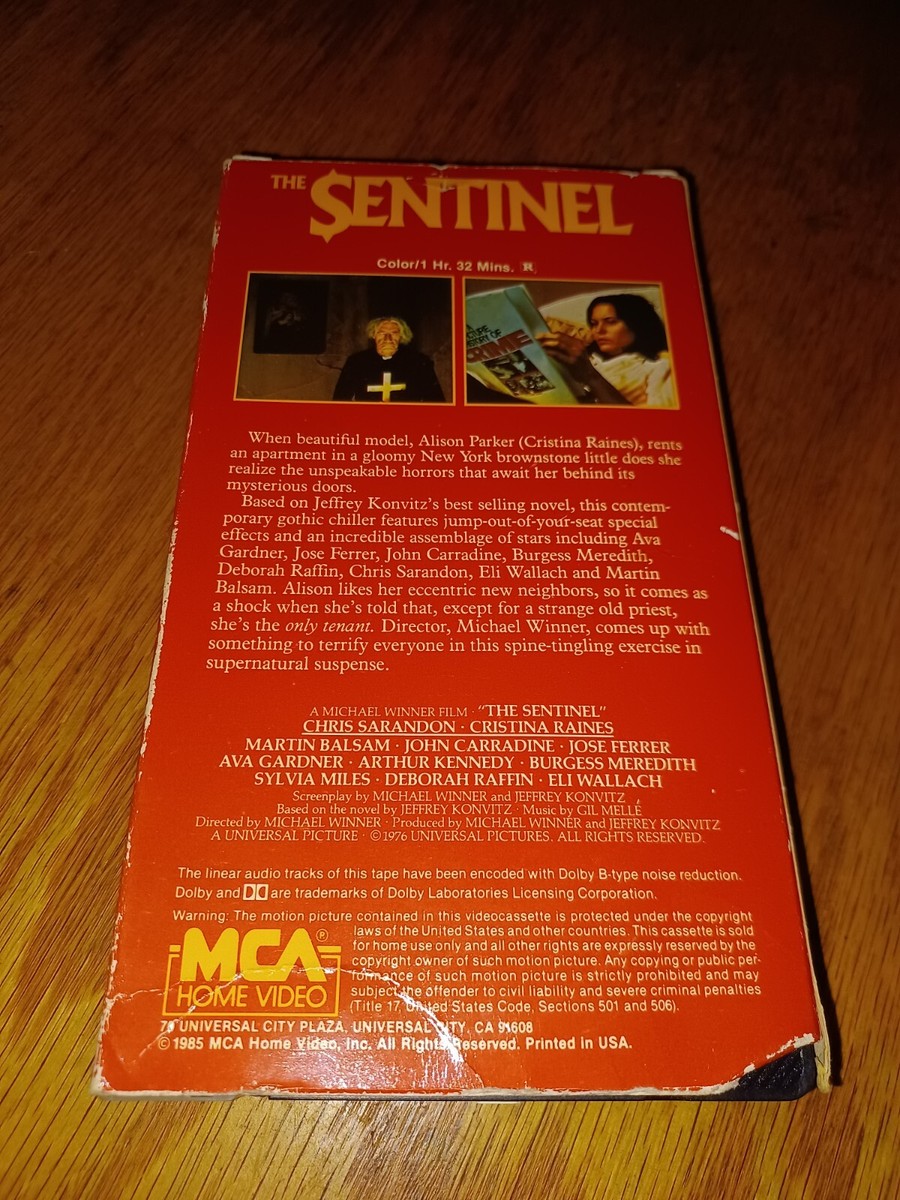 THE SENTINEL
Color/1 Hr. 32 Mins. R
A
PICTURE
HISTORY OF
CRIME
When beautiful model, Alison Parker (Cristina Raines), rents
an apartment in a gloomy New York brownstone little does she
realize the unspeakable horrors that await her behind its
mysterious doors.
Based on Jeffrey Konvitz's best selling novel, this contem-
porary gothic chiller features jump-out-of-your-seat special
effects and an incredible assemblage of stars including Ava
Gardner, Jose Ferrer, John Carradine, Burgess Meredith,
Deborah Raffin, Chris Sarandon, Eli Wallach and Martin
Balsam. Alison likes her eccentric new neighbors, so it comes as
a shock when she's told that, except for a strange old priest,
she's the only tenant. Director, Michael Winner, comes up with
something to terrify everyone in this spine-tingling exercise in
supernatural suspense.
A MICHAEL WINNER FILM · "THE SENTINEL"
CHRIS SARANDON · CRISTINA RAINES
MARTIN BALSAM · JOHN CARRADINE · JOSE FERRER
AVA GARDNER · ARTHUR KENNEDY · BURGESS MEREDITH
SYLVIA MILES · DEBORAH RAFFIN · ELI WALLACH
Screenplay by MICHAEL WINNER and JEFFREY KONVITZ
Based on the novel by JEFFREY KONVITZ · Music by GIL MELLÉ
Directed by MICHAEL WINNER · Produced by MICHAEL WINNER and JEFFREY KONVITZ
A UNIVERSAL PICTURE · ©1976 UNIVERSAL PICTURES. ALL RIGHTS RESERVED.
The linear audio tracks of this tape have been encoded with Dolby B-type noise reduction.
Dolby and DD are trademarks of Dolby Laboratories Licensing Corporation.
Warning: The motion picture contained in this videocassette is protected under the copyright
laws of the United States and other countries. This cassette is sold
for home use only and all other rights are expressly reserved by the
copyright owner of such motion picture. Any copying or public per-
formance of such motion picture is strictly prohibited and may
subject the offender to civil liability and severe criminal penalties
(Title 17, United States Code, Sections 501 and 506).
MCA®
HOME VIDEO
70 UNIVERSAL CITY PLAZA, UNIVERSAL CITY, CA 91608
©1985 MCA Home Video, Inc. All Rights Reserved. Printed in USA.